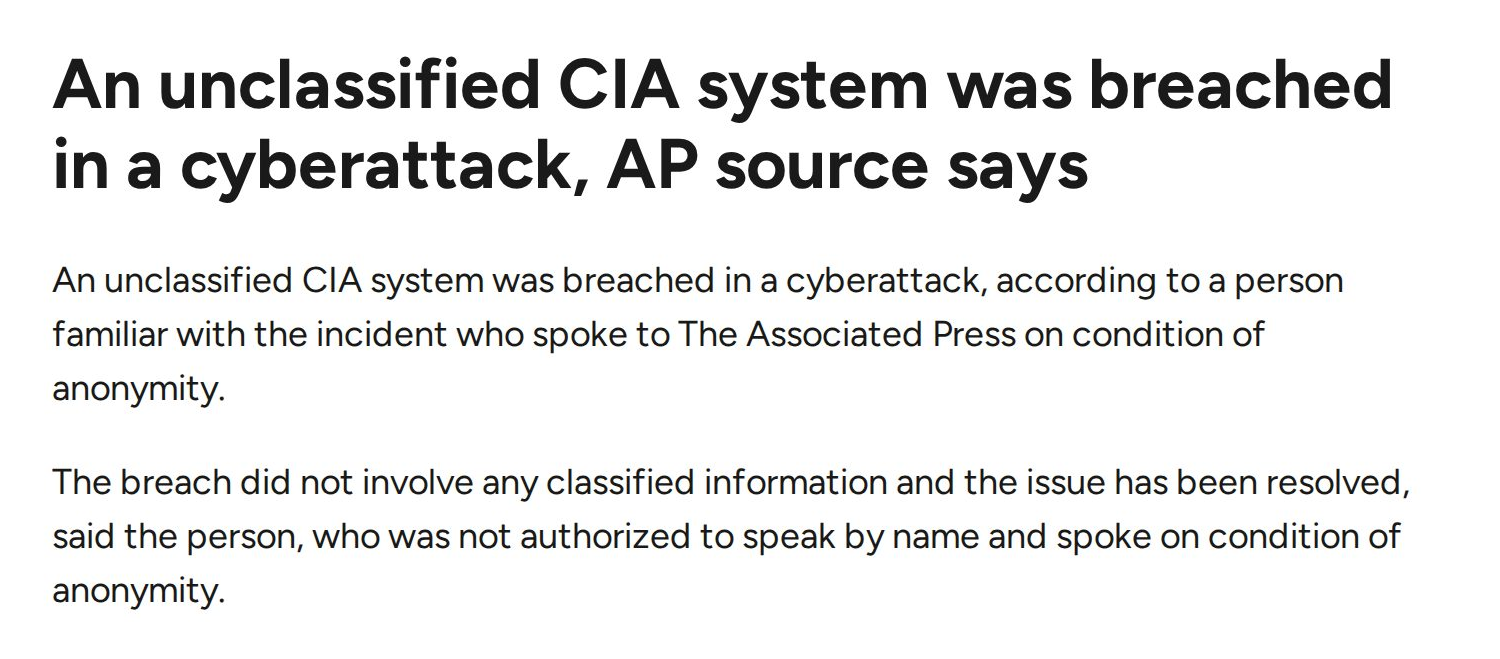 An unclassified CIA system was breached
in a cyberattack, AP source says
An unclassified CIA system was breached in a cyberattack, according to a person
familiar with the incident who spoke to The Associated Press on condition of
anonymity.
The breach did not involve any classified information and the issue has been resolved,
said the person, who was not authorized to speak by name and spoke on condition of
anonymity.